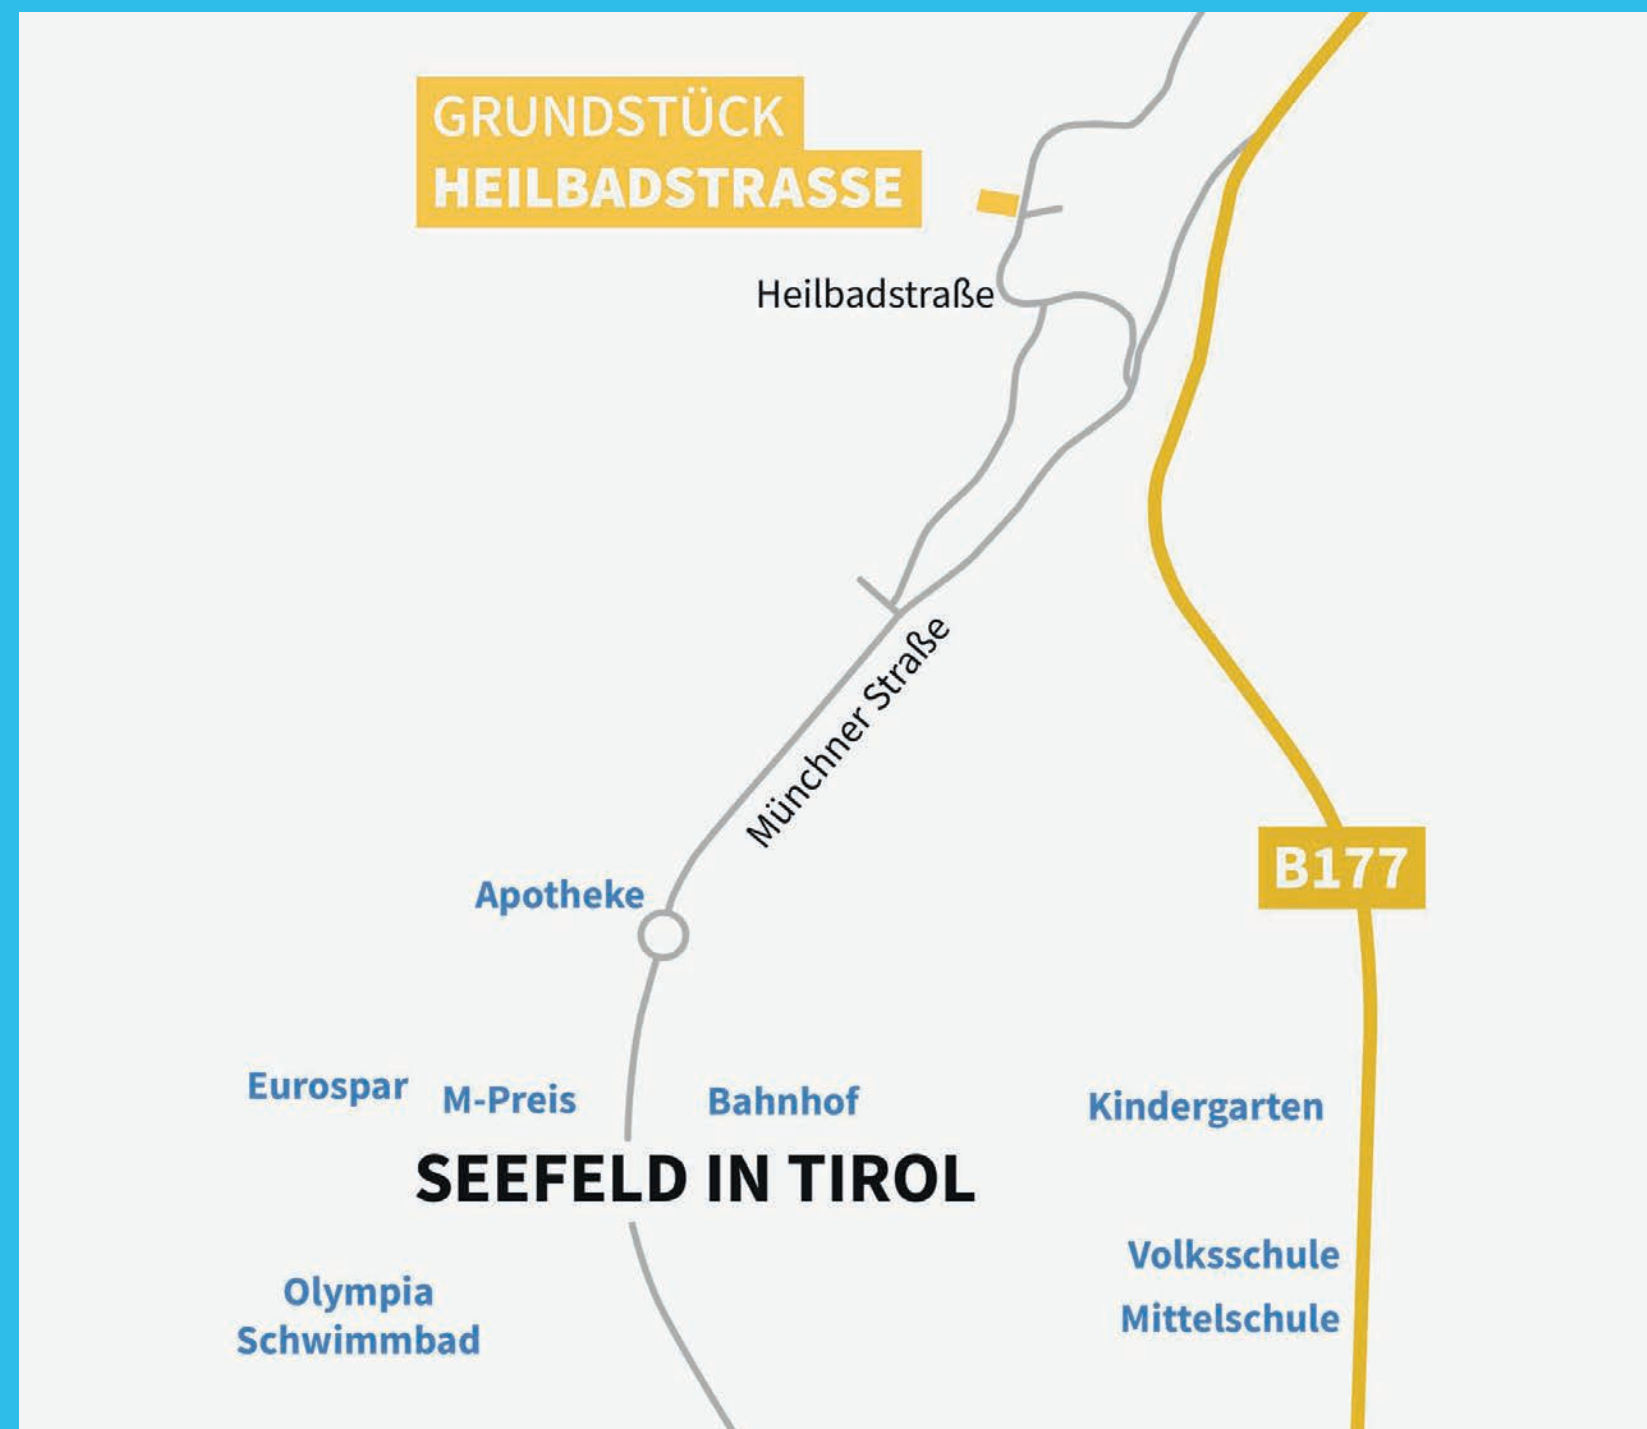 GRUNDSTÜCK
HEILBADSTRASSE
Heilbadstraße
Münchner Straße
B177
Apotheke
Eurospar
M-Preis
Bahnhof
Kindergarten
SEEFELD IN TIROL
Volksschule
Olympia
Schwimmbad
Mittelschule